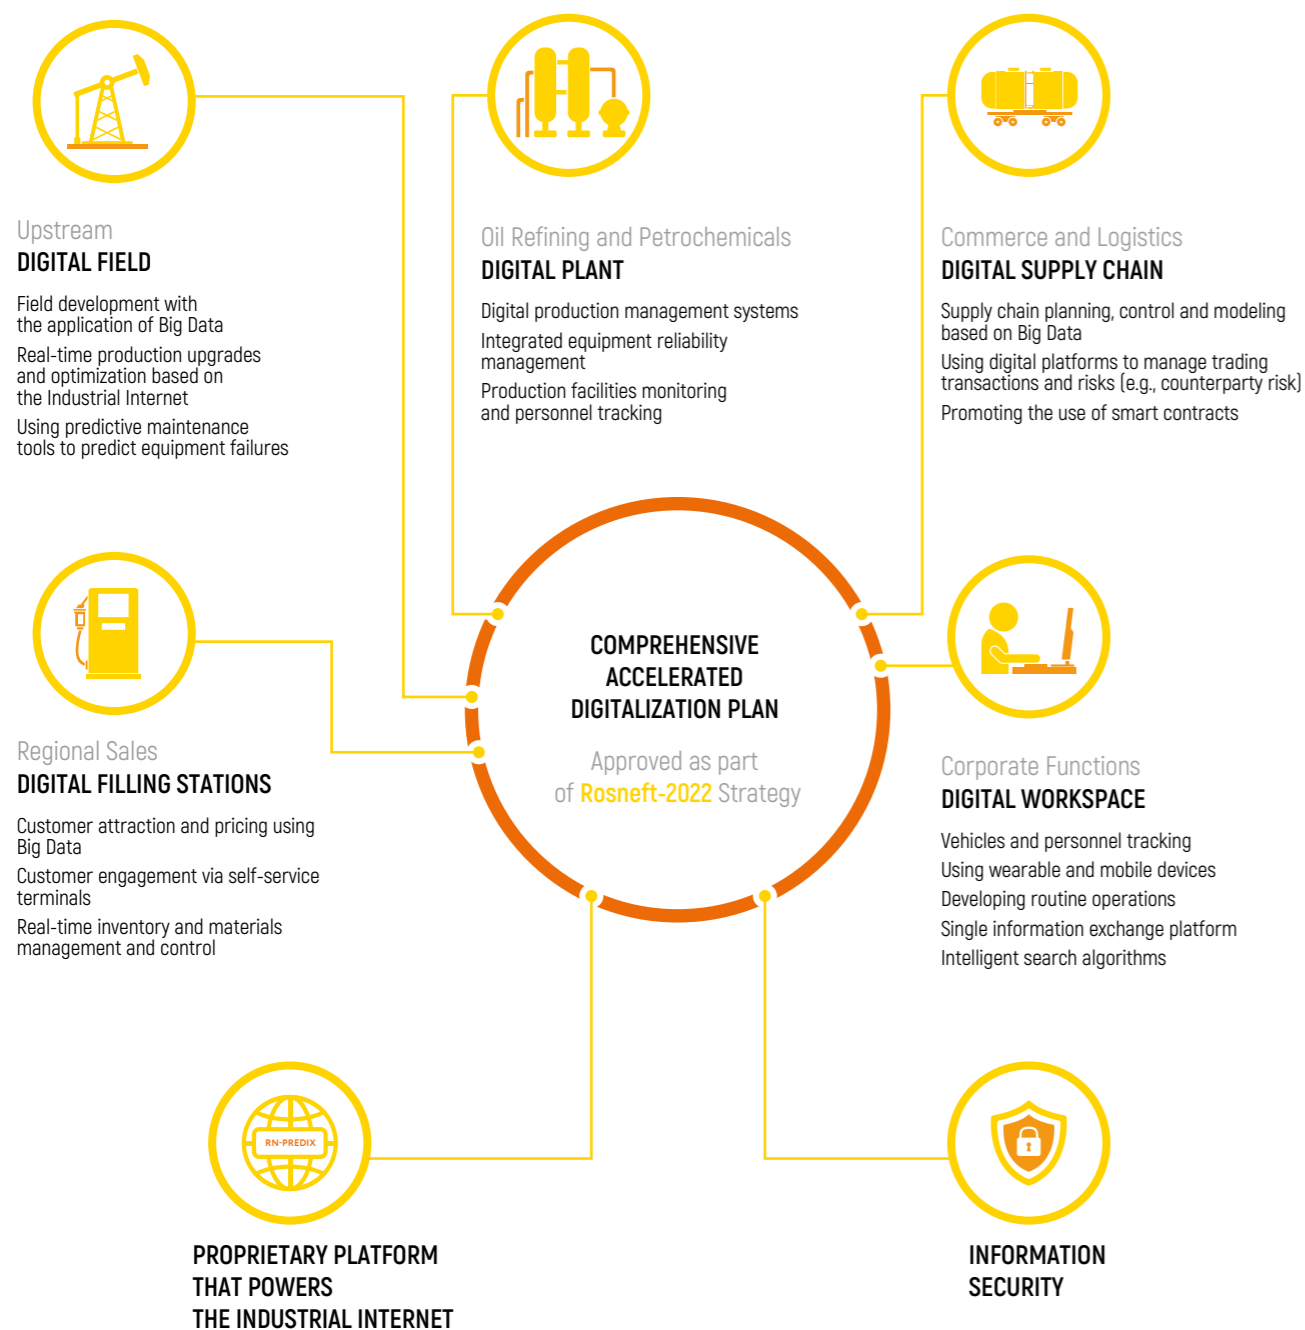 Upstream
DIGITAL FIELD
Field development with
the application of Big Data
Real-time production upgrades
and optimization based on
the Industrial Internet
Using predictive maintenance
tools to predict equipment failures
Oil Refining and Petrochemicals
DIGITAL PLANT
Digital production management systems
Integrated equipment reliability
management
Production facilities monitoring
and personnel tracking
Commerce and Logistics
DIGITAL SUPPLY CHAIN
Supply chain planning, control and modeling
based on Big Data
Using digital platforms to manage trading
transactions and risks (e.g., counterparty risk)
Promoting the use of smart contracts
COMPREHENSIVE
ACCELERATED
DIGITALIZATION PLAN
Approved as part
of Rosneft-2022 Strategy
Regional Sales
DIGITAL FILLING STATIONS
Customer attraction and pricing using
Big Data
Customer engagement via self-service
terminals
Real-time inventory and materials
management and control
Corporate Functions
DIGITAL WORKSPACE
Vehicles and personnel tracking
Using wearable and mobile devices
Developing routine operations
Single information exchange platform
Intelligent search algorithms
RN-PREDIX
PROPRIETARY PLATFORM
THAT POWERS
THE INDUSTRIAL INTERNET
INFORMATION
SECURITY